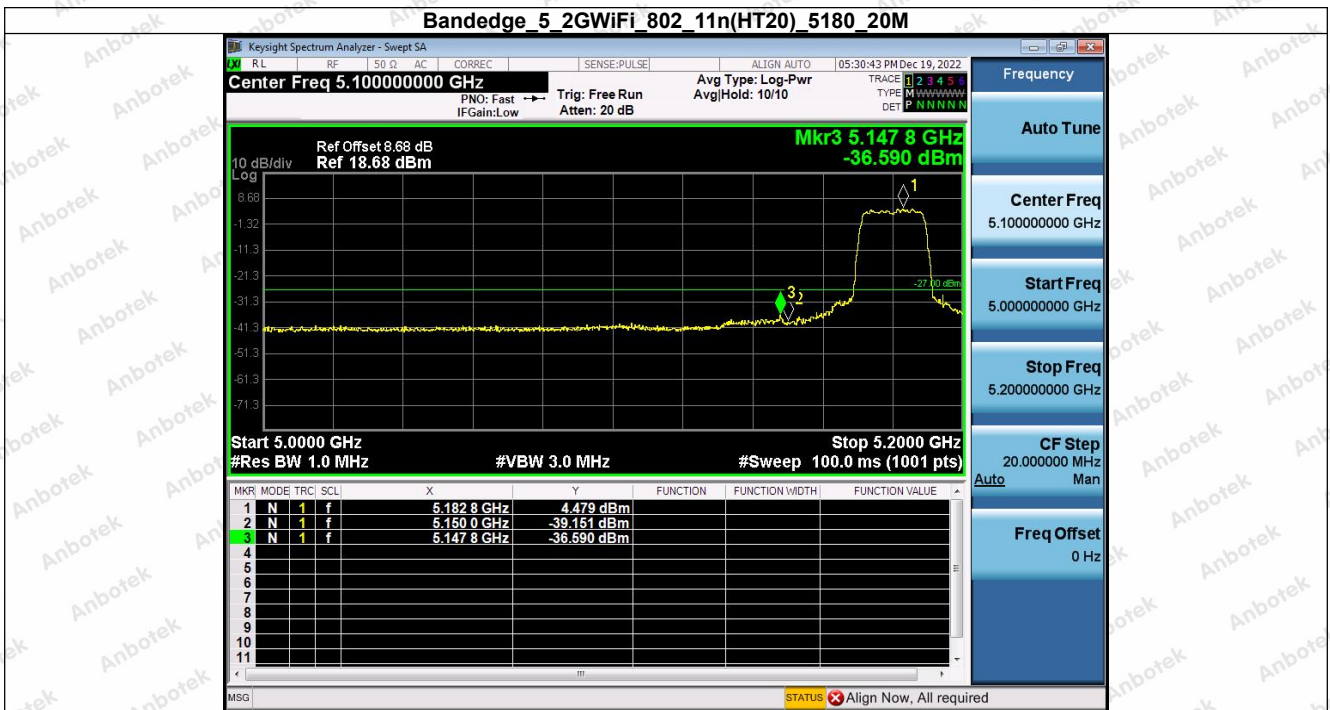 Bandedge_5_2GWiFi_802_11n(HT20)_5180_20M
Keysight Spectrum Analyzer - Swept SA
LXI RL RF 50 Ω AC CORREC SENSE:PULSE ALIGN AUTO 05:30:43 PM Dec 19, 2022
Center Freq 5.100000000 GHz
PNO: Fast
IFGain:Low
Trig: Free Run
Atten: 20 dB
Avg Type: Log-Pwr
Avg|Hold: 10/10
TRACE 1 2 3 4 5 6
TYPE M WWWWW
DET P N N N N N
Frequency
Auto Tune
Center Freq
5.100000000 GHz
Start Freq
5.000000000 GHz
Stop Freq
5.200000000 GHz
CF Step
20.000000 MHz
Auto Man
Freq Offset
0 Hz
Mkr3 5.147 8 GHz
-36.590 dBm
Ref Offset 8.68 dB
10 dB/div Ref 18.68 dBm
Log
8.68
-1.32
-11.3
-21.3
-31.3
-41.3
-51.3
-61.3
-71.3
1
-27.00 dBm
3
2
Start 5.0000 GHz Stop 5.2000 GHz
#Res BW 1.0 MHz #VBW 3.0 MHz #Sweep 100.0 ms (1001 pts)
MKR MODE TRC SCL X Y FUNCTION FUNCTION WIDTH FUNCTION VALUE
1 N 1 f 5.182 8 GHz 4.479 dBm
2 N 1 f 5.150 0 GHz -39.151 dBm
3 N 1 f 5.147 8 GHz -36.590 dBm
4
5
6
7
8
9
10
11
MSG STATUS Align Now, All required
Anbotek